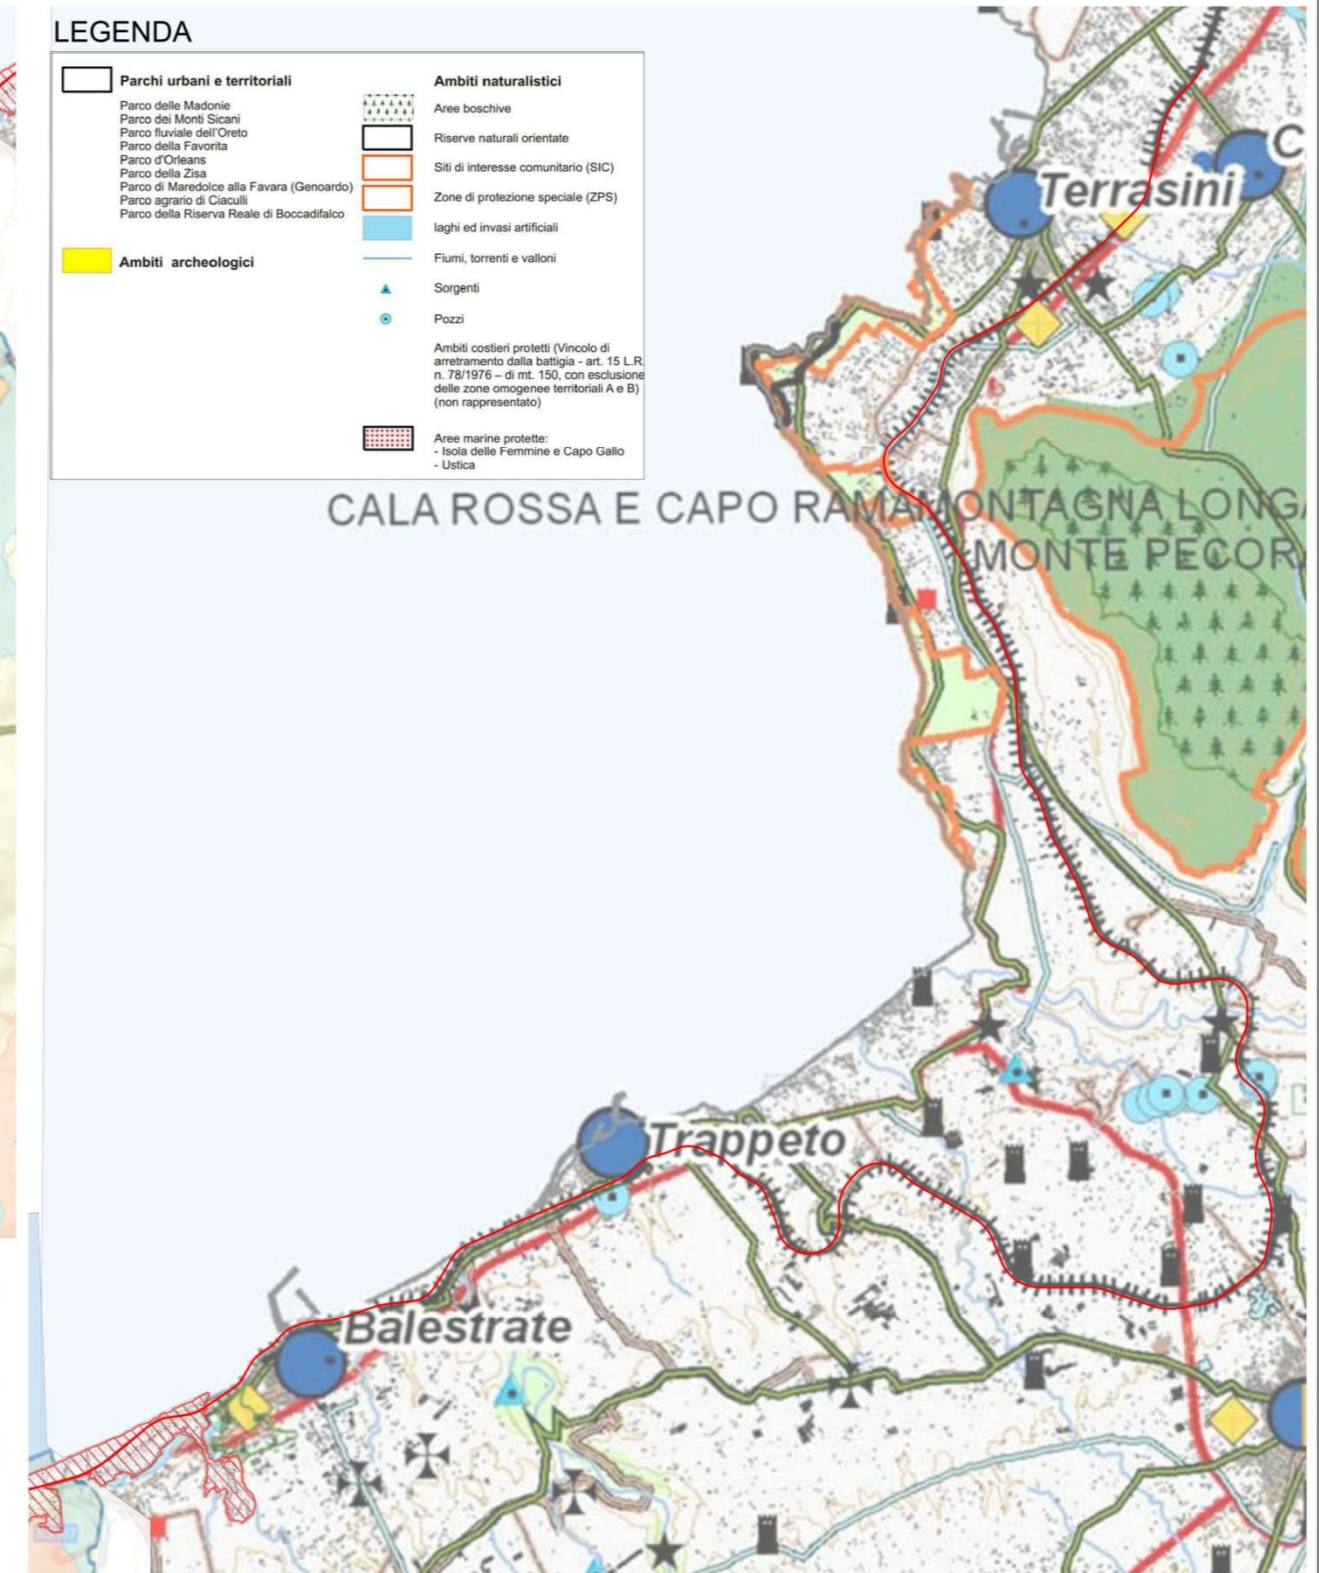 LEGENDA
Parchi urbani e territoriali
Parco delle Madonie
Parco dei Monti Sicani
Parco fluviale dell'Oreto
Parco della Favorita
Parco d'Orleans
Parco della Zisa
Parco di Maredolce alla Favara (Genoardo)
Parco agrario di Ciaculli
Parco della Riserva Reale di Boccadifalco
Ambiti archeologici
Ambiti naturalistici
Aree boschive
Riserve naturali orientate
Siti di interesse comunitario (SIC)
Zone di protezione speciale (ZPS)
laghi ed invasi artificiali
Fiumi, torrenti e valloni
Sorgenti
Pozzi
Ambiti costieri protetti (Vincolo di
arretramento dalla battigia - art. 15 L.R.
n. 78/1976 – di mt. 150, con esclusione
delle zone omogenee territoriali A e B)
(non rappresentato)
Aree marine protette:
- Isola delle Femmine e Capo Gallo
- Ustica
C
Terrasini
CALA ROSSA E CAPO RAMA
MONTAGNA LONGA
MONTE PECOR
Trappeto
Balestrate